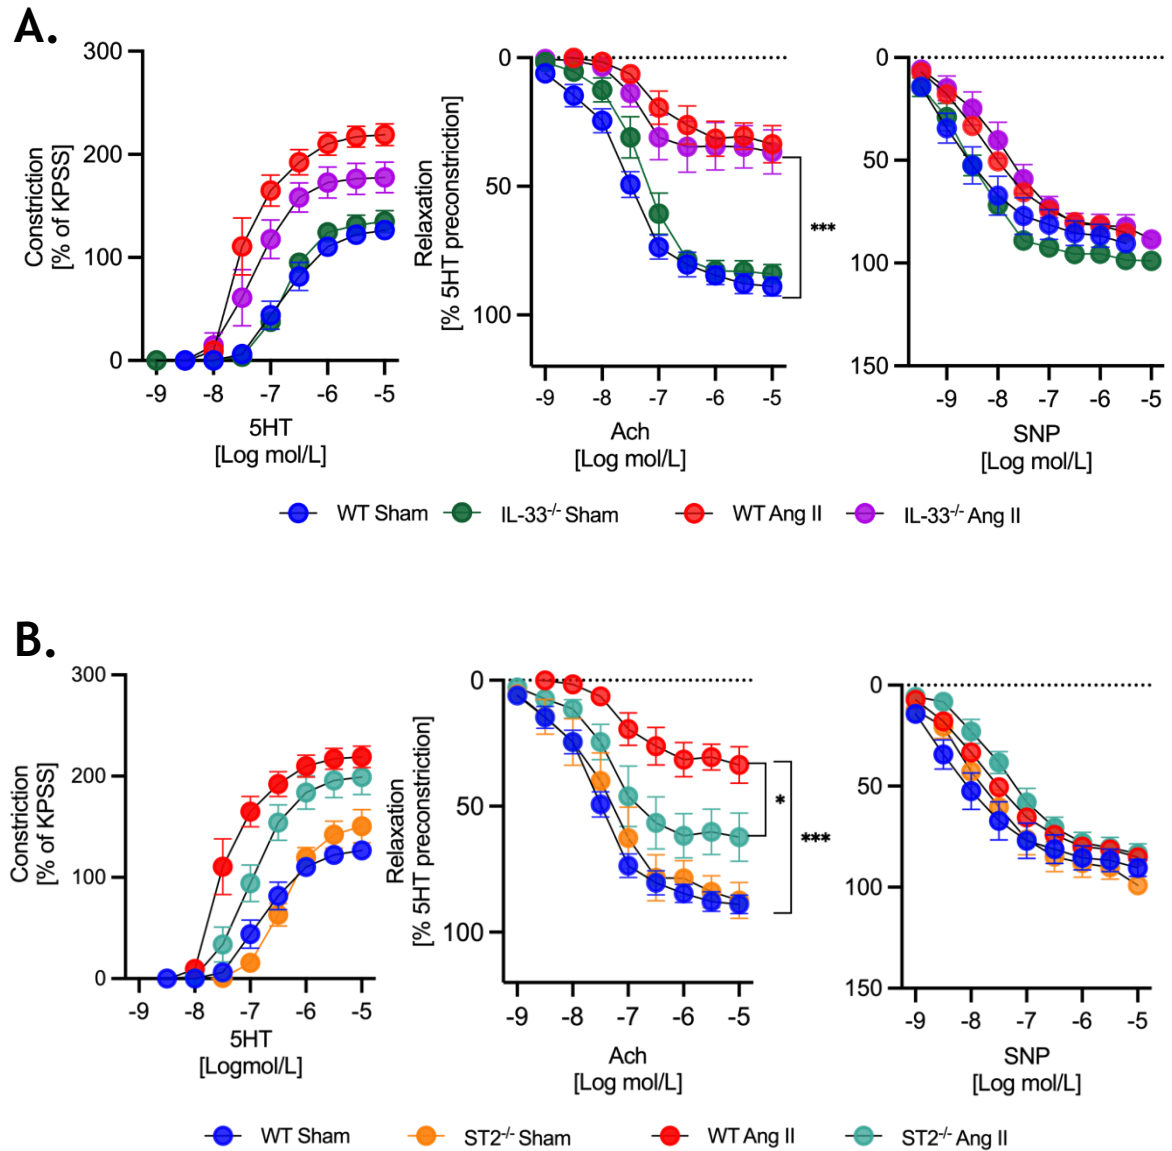 A.
300
200
100
0
Constriction
[% of KPSS]
-9 -8 -7 -6 -5
5HT
[Log mol/L]
0
50
100
Relaxation
[% 5HT preconstriction]
***
-9 -8 -7 -6 -5
Ach
[Log mol/L]
0
50
100
150
-9 -8 -7 -6 -5
SNP
[Log mol/L]
WT Sham IL-33-/- Sham WT Ang II IL-33-/- Ang II
B.
300
200
100
0
Constriction
[% of KPSS]
-9 -8 -7 -6 -5
5HT
[Logmol/L]
0
50
100
Relaxation
[% 5HT preconstriction]
*
***
-9 -8 -7 -6 -5
Ach
[Log mol/L]
0
50
100
150
-9 -8 -7 -6 -5
SNP
[Log mol/L]
WT Sham ST2-/- Sham WT Ang II ST2-/- Ang II